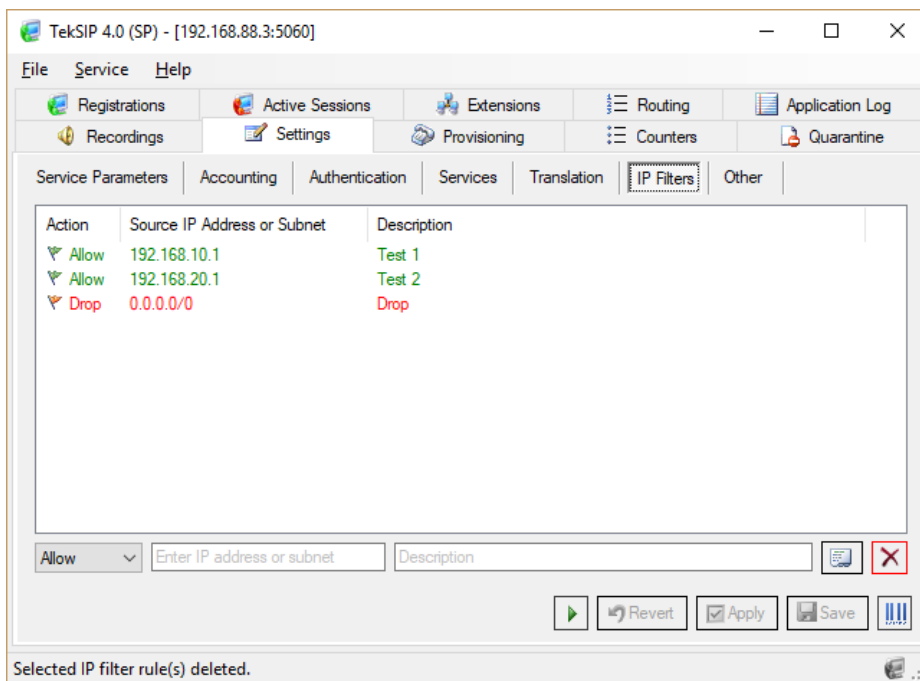 TekSIP 4.0 (SP) - [192.168.88.3:5060]
File Service Help
Registrations Active Sessions Extensions Routing Application Log
Recordings Settings Provisioning Counters Quarantine
Service Parameters Accounting Authentication Services Translation IP Filters Other
Action Source IP Address or Subnet Description
Allow 192.168.10.1 Test 1
Allow 192.168.20.1 Test 2
Drop 0.0.0.0/0 Drop
Allow Enter IP address or subnet Description
Revert Apply Save
Selected IP filter rule(s) deleted.